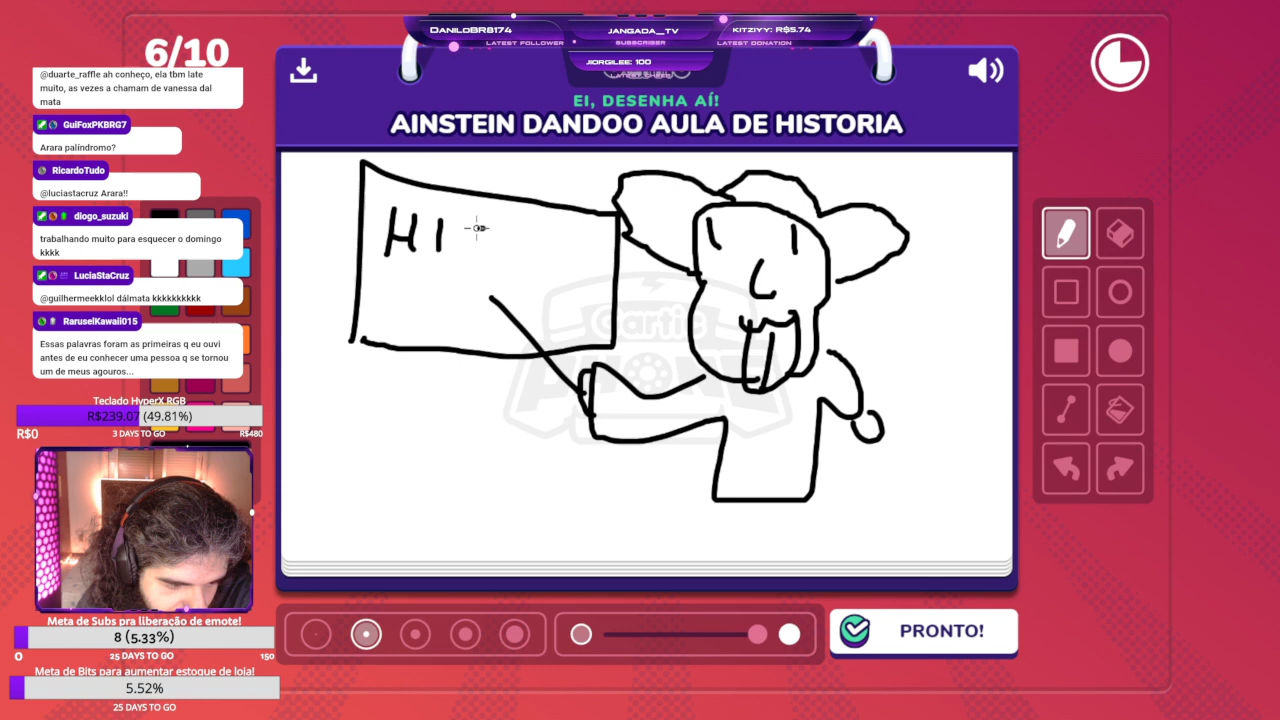 DANILOBR8174
LATEST FOLLOWER
JANGADA_TV
SUBSCRIBER
KITZIYY: R$5.74
LATEST DONATION
JIORGILEE: 100
6/10
EI, DESENHA AÍ!
AINSTEIN DANDOO AULA DE HISTORIA
@duarte_raffle ah conheço, ela tbm late
muito, as vezes a chamam de vanessa dal
mata
GuiFoxPKBRG7
Arara palíndromo?
RicardoTudo
@luciastacruz Arara!!
diogo_suzuki
trabalhando muito para esquecer o domingo
kkkk
LuciaStaCruz
@guilhermeekklol dálmata kkkkkkkkkk
RaruselKawaii015
Essas palavras foram as primeiras q eu ouvi
antes de eu conhecer uma pessoa q se tornou
um de meus agouros...
HI
Gartic
PHONE
Teclado HyperX RGB
R$239.07 (49.81%)
R$0
3 DAYS TO GO
R$480
Meta de Subs pra liberação de emote!
8 (5.33%)
0
25 DAYS TO GO
150
Meta de Bits para aumentar estoque de loja!
5.52%
25 DAYS TO GO
PRONTO!